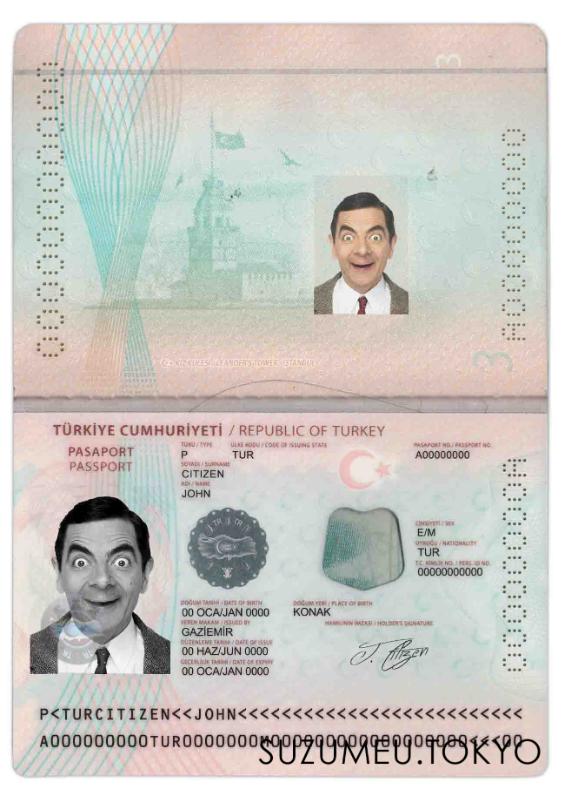 3
000000000000
A00000000
3
KIZ KULESİ / LEANDER'S TOWER, İSTANBUL
TÜRKİYE CUMHURİYETİ / REPUBLIC OF TURKEY
PASAPORT
PASSPORT
TÜRÜ / TYPE ÜLKE KODU / CODE OF ISSUING STATE PASAPORT NO./ PASSPORT NO.
P TUR A00000000
SOYADI / SURNAME
CITIZEN
ADI / NAME
JOHN
CİNSİYETİ / SEX
E/M
UYRUĞU / NATIONALITY
TUR
T.C. KİMLİK NO. / PERS. ID NO.
00000000000
DOĞUM TARİHİ / DATE OF BIRTH DOĞUM YERİ / PLACE OF BIRTH
00 OCA/JAN 0000 KONAK
VEREN MAKAM / ISSUED BY HAMİLİNİN İMZASI / HOLDER'S SIGNATURE
GAZİEMİR
DÜZENLEME TARİHİ / DATE OF ISSUE
00 HAZ/JUN 0000
GEÇERLİLİK TARİHİ / DATE OF EXPIRY
00 OCA/JAN 0000
P<TURCITIZEN<<JOHN<<<<<<<<<<<<<<<<<<<<<<<<<<
A000000000TUR0000000M000000000000000000<<<00
SUZUMEU.TOKYO